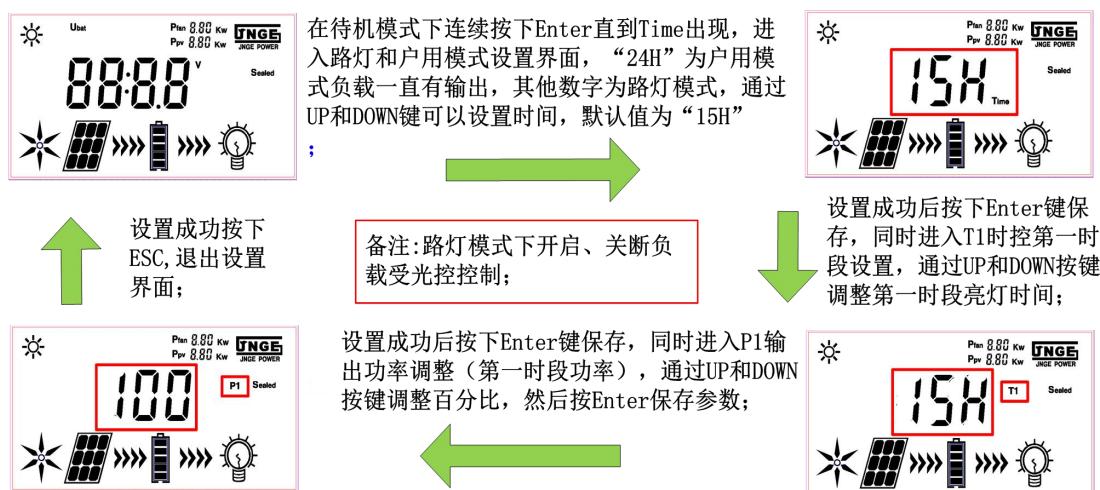 Ubat
Pfan 8.80 Kw
Ppv 8.80 Kw
JNGE
JNGE POWER
88:8.8 V
Sealed
在待机模式下连续按下Enter直到Time出现，进
入路灯和户用模式设置界面，“24H”为户用模
式负载一直有输出，其他数字为路灯模式，通过
UP和DOWN键可以设置时间，默认值为“15H”
；
Pfan 8.80 Kw
Ppv 8.80 Kw
JNGE
JNGE POWER
15H
Time
Sealed
设置成功按下
ESC,退出设置
界面；
备注:路灯模式下开启、关断负
载受光控控制；
设置成功后按下Enter键保
存，同时进入T1时控第一时
段设置，通过UP和DOWN按键
调整第一时段亮灯时间；
Pfan 8.80 Kw
Ppv 8.80 Kw
JNGE
JNGE POWER
100
P1
Sealed
设置成功后按下Enter键保存，同时进入P1输
出功率调整（第一时段功率），通过UP和DOWN
按键调整百分比，然后按Enter保存参数；
Pfan 8.80 Kw
Ppv 8.80 Kw
JNGE
JNGE POWER
15H
T1
Sealed